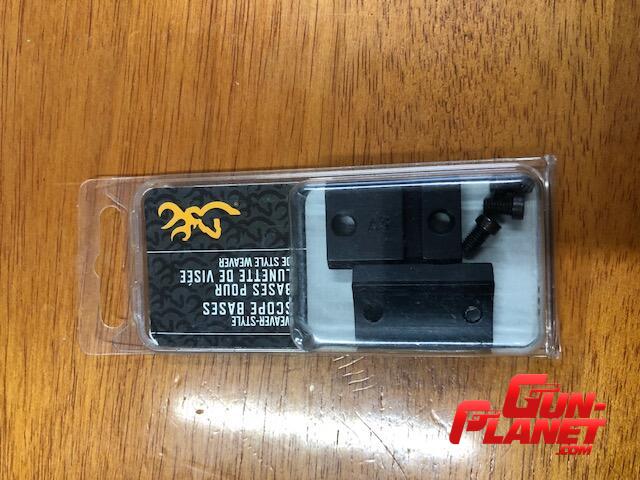 WEAVER-STYLE
SCOPE BASES
BASES POUR
LUNETTE DE VISÉE
DE STYLE WEAVER
GUN-
PLANET
.COM